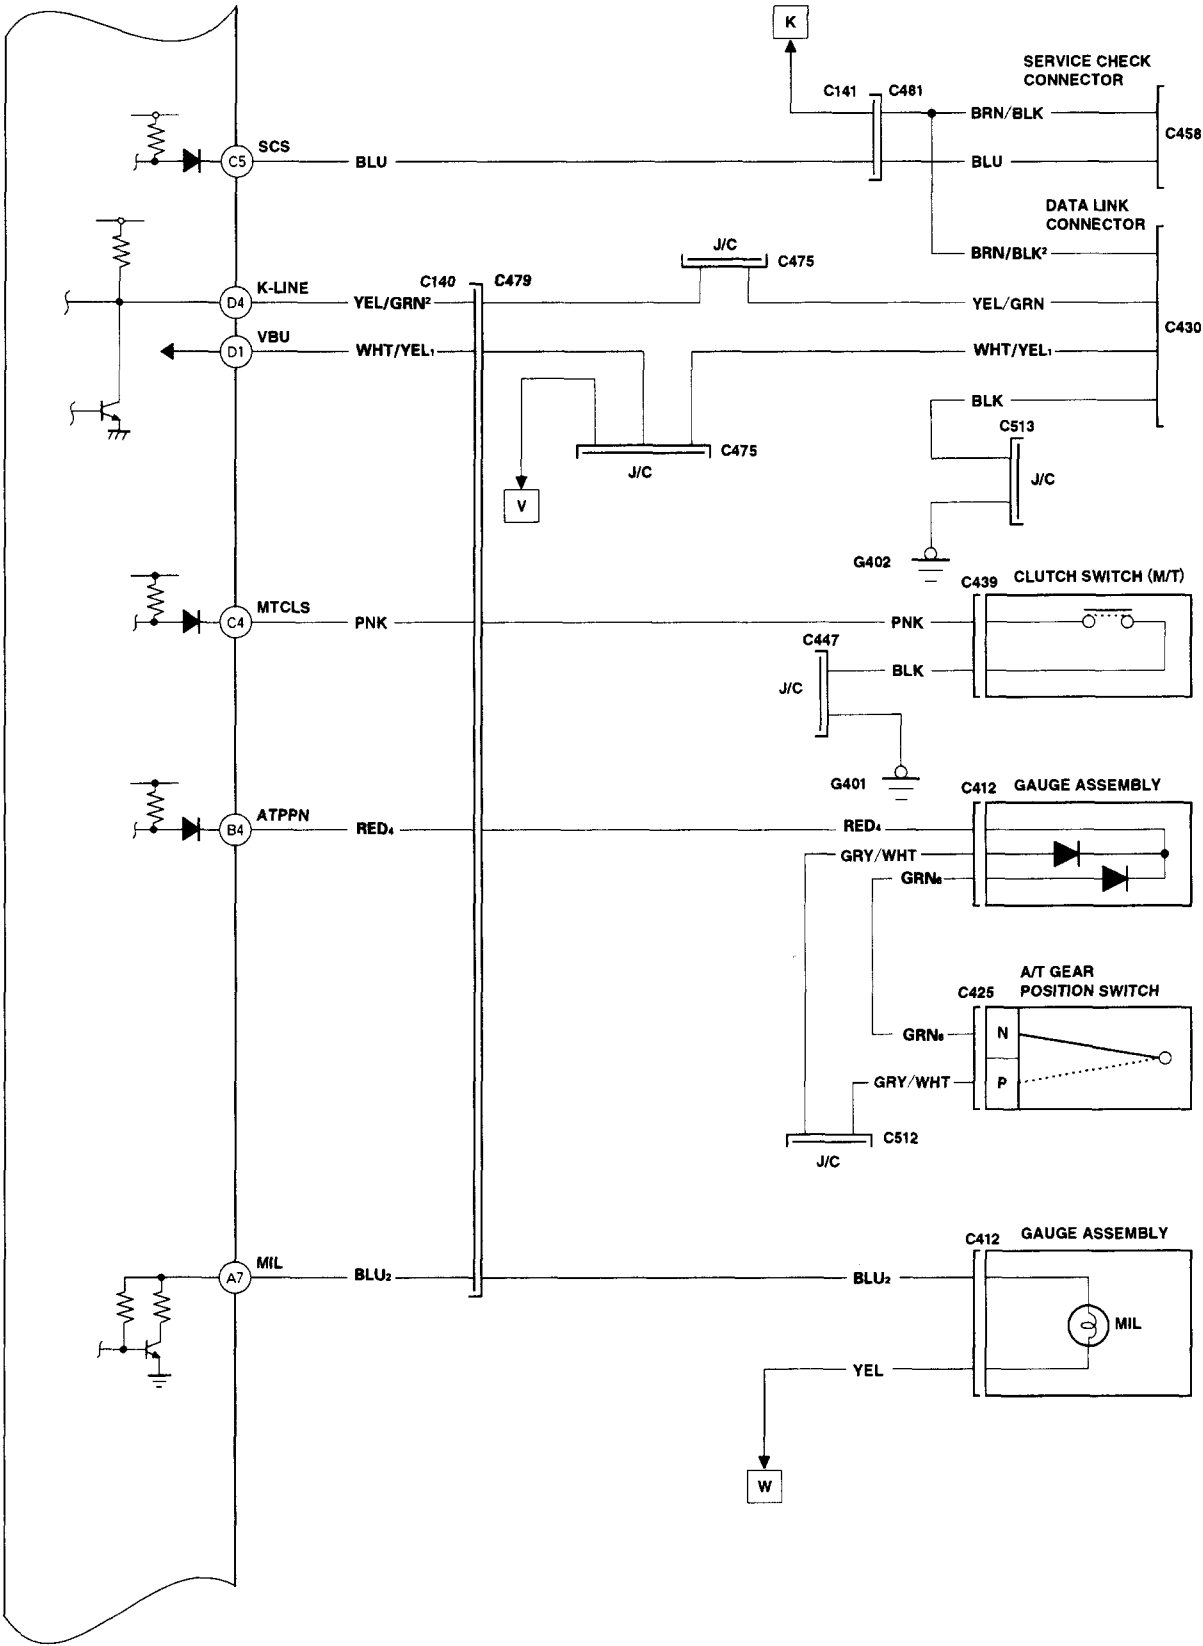 K
SERVICE CHECK
CONNECTOR
C141 C481
BRN/BLK
C458
SCS
C5
BLU
BLU
DATA LINK
CONNECTOR
J/C
C475
BRN/BLK²
C140 C479
K-LINE
D4
YEL/GRN²
YEL/GRN
C430
VBU
D1
WHT/YEL₁
WHT/YEL₁
BLK
C513
J/C
C475
J/C
V
G402
C439
CLUTCH SWITCH (M/T)
MTCLS
C4
PNK
PNK
C447
BLK
J/C
G401
C412
GAUGE ASSEMBLY
ATPPN
B4
RED₄
RED₄
GRY/WHT
GRN₆
A/T GEAR
POSITION SWITCH
C425
GRN₆
N
GRY/WHT
P
C512
J/C
C412
GAUGE ASSEMBLY
MIL
A7
BLU₂
BLU₂
MIL
YEL
W